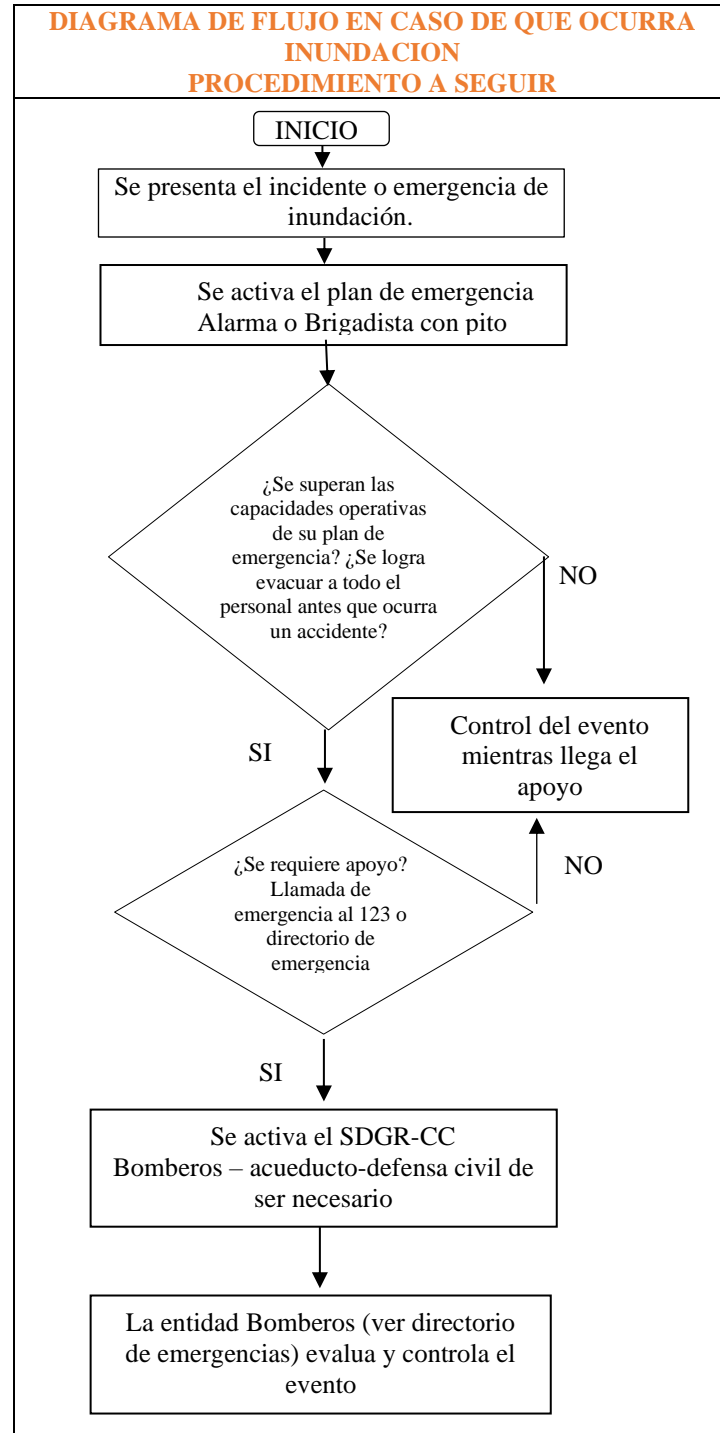 DIAGRAMA DE FLUJO EN CASO DE QUE OCURRA
INUNDACION
PROCEDIMIENTO A SEGUIR
INICIO
Se presenta el incidente o emergencia de
inundación.
Se activa el plan de emergencia
Alarma o Brigadista con pito
¿Se superan las
capacidades operativas
de su plan de
emergencia? ¿Se logra
evacuar a todo el
personal antes que ocurra
un accidente?
NO
Control del evento
mientras llega el
apoyo
SI
¿Se requiere apoyo?
Llamada de
emergencia al 123 o
directorio de
emergencia
NO
SI
Se activa el SDGR-CC
Bomberos – acueducto-defensa civil de
ser necesario
La entidad Bomberos (ver directorio
de emergencias) evalua y controla el
evento